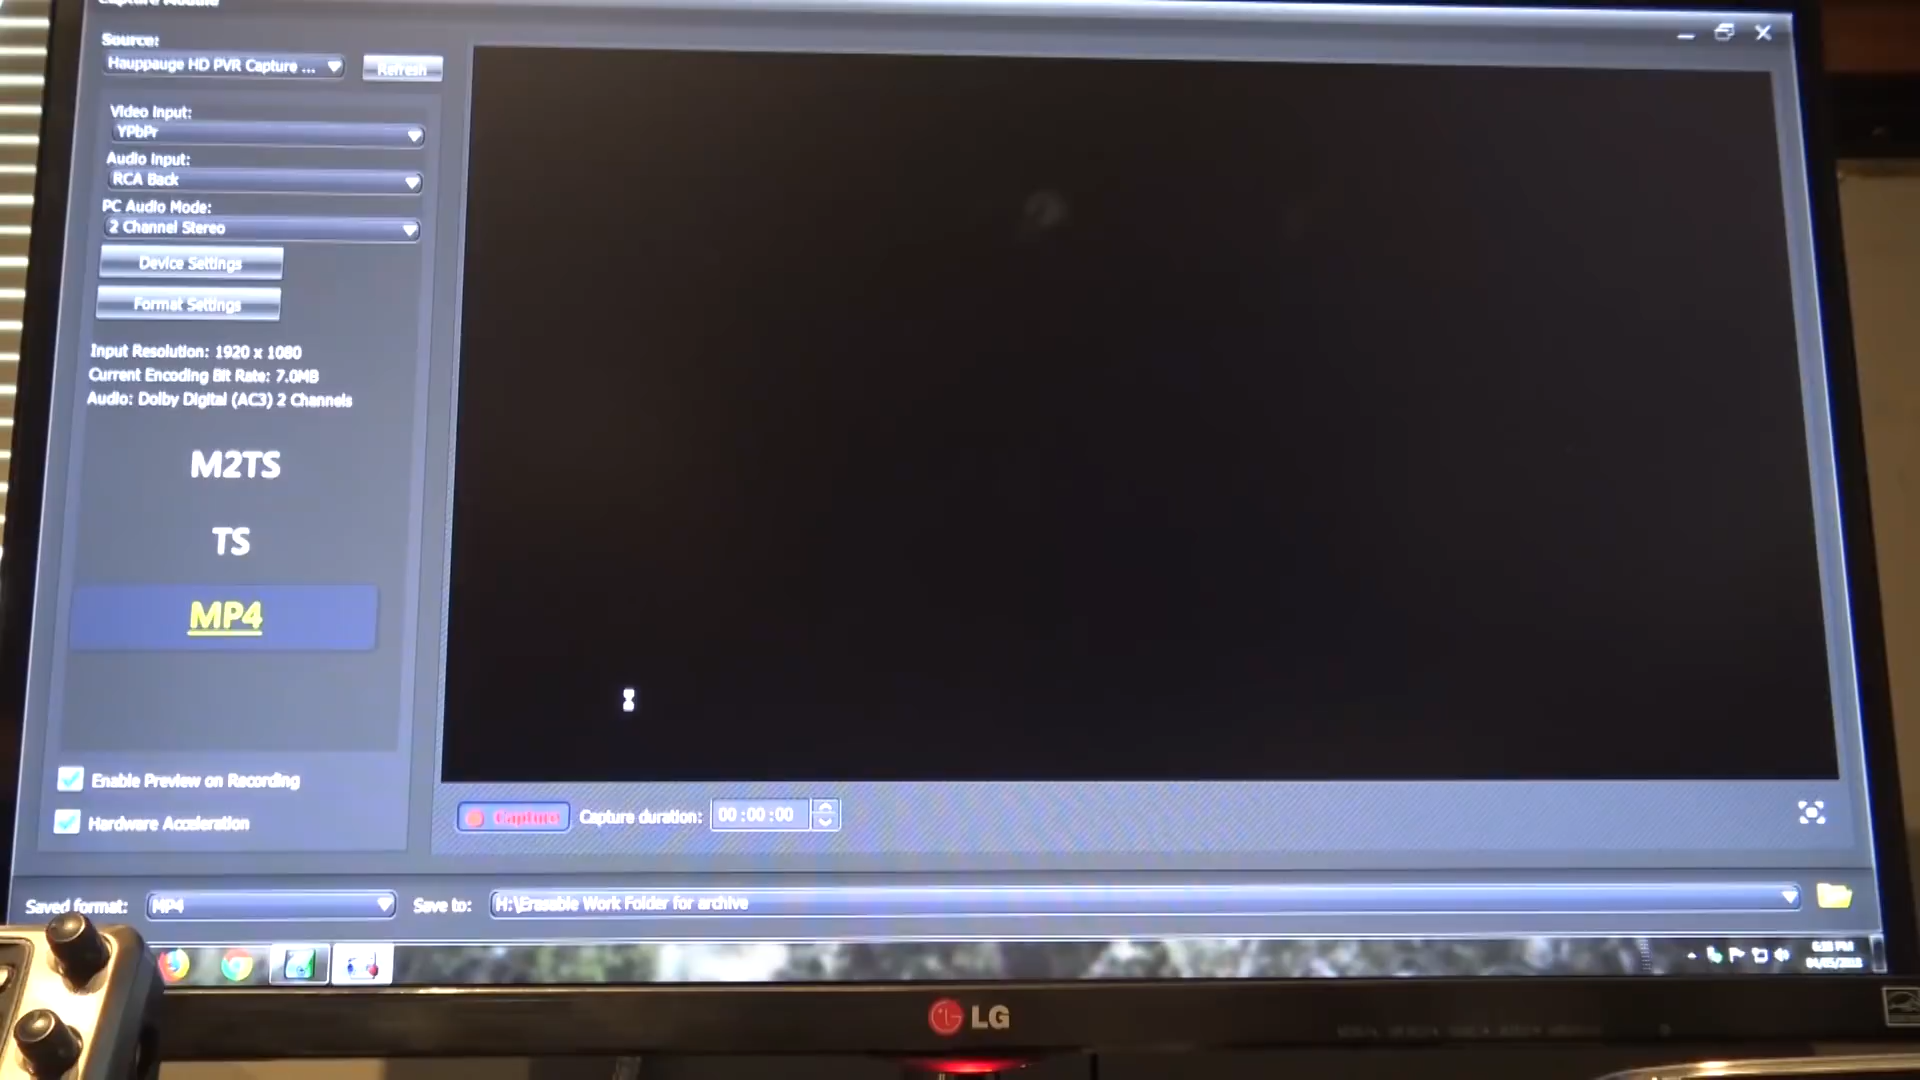 Capture Module
Source:
Hauppauge HD PVR Capture ...
Refresh
Video Input:
YPbPr
Audio Input:
RCA Back
PC Audio Mode:
2 Channel Stereo
Device Settings
Format Settings
Input Resolution: 1920 x 1080
Current Encoding Bit Rate: 7.0MB
Audio: Dolby Digital (AC3) 2 Channels
M2TS
TS
MP4
Enable Preview on Recording
Hardware Acceleration
Capture
Capture duration:
00 :00 :00
Saved format:
MP4
Save to:
H:\Erasable Work Folder for archive
LG